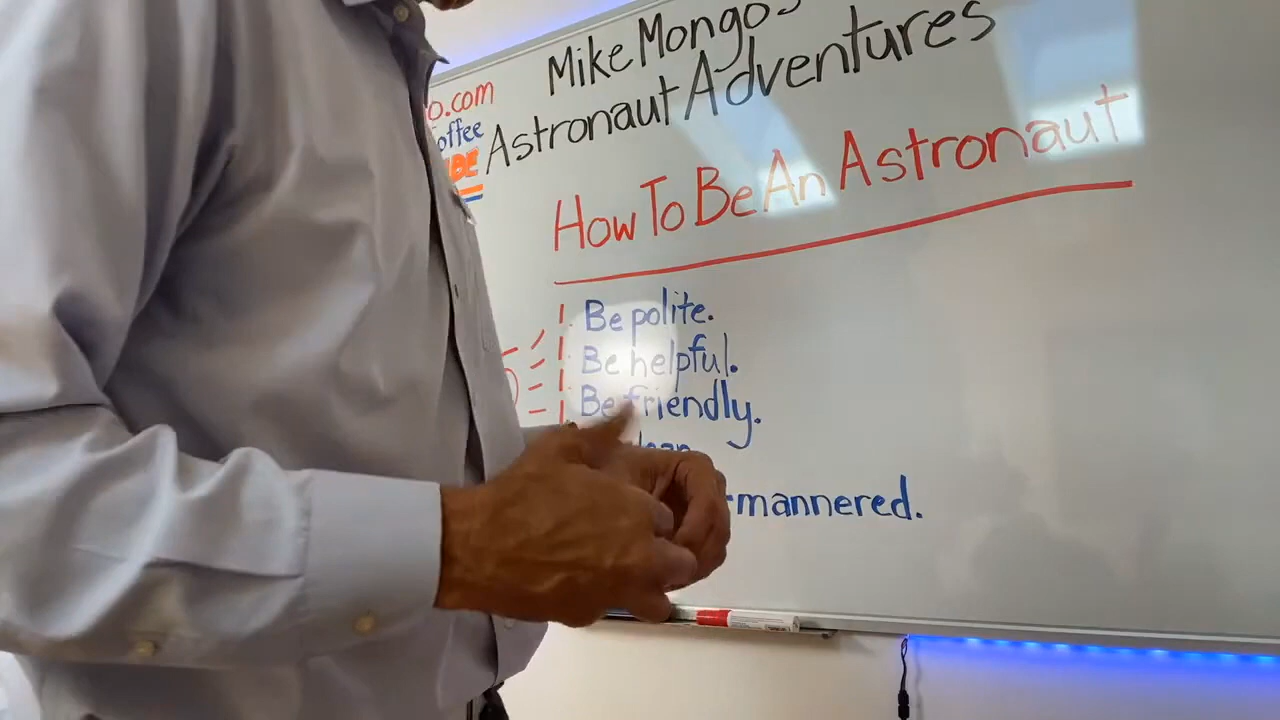 Mike Mongo's
Astronaut Adventures
o.com
offee
How To Be An Astronaut
Be polite.
Be helpful.
Be friendly.
-mannered.